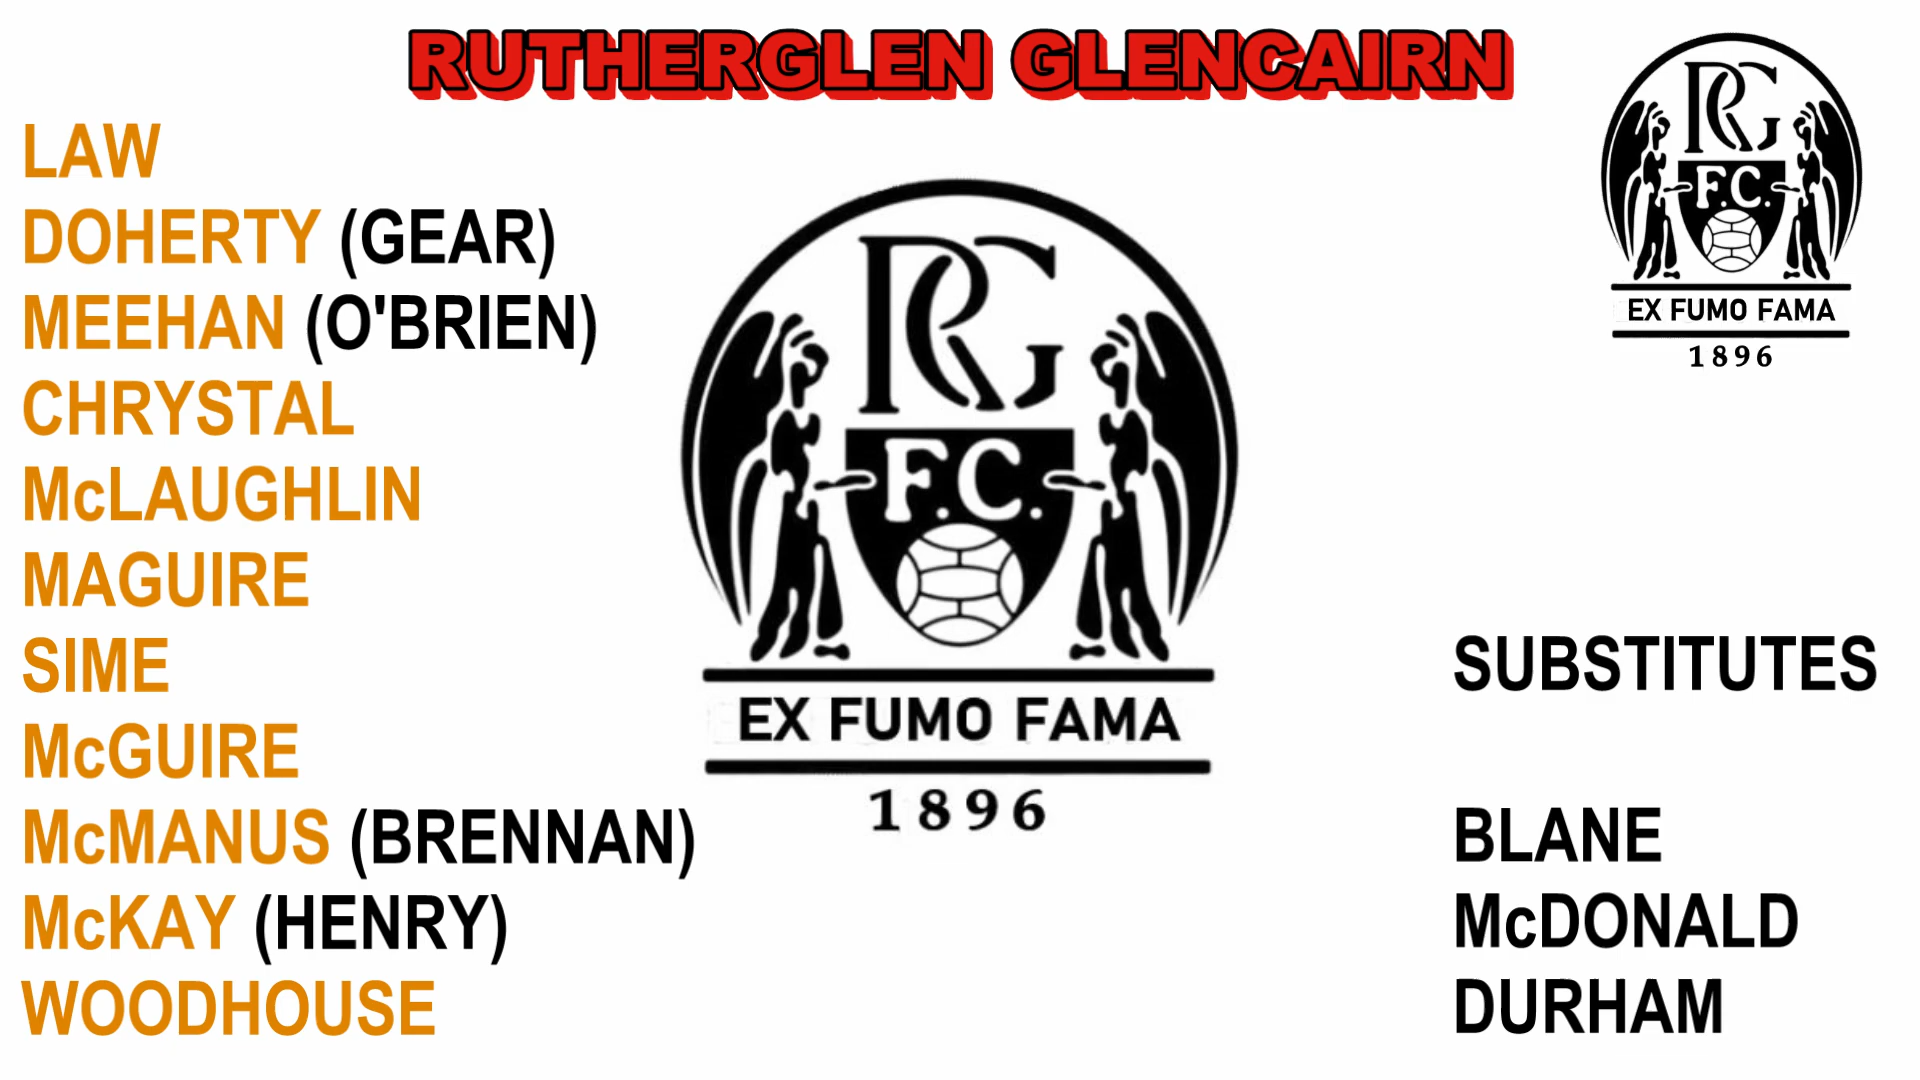 RUTHERGLEN GLENCAIRN
LAW
DOHERTY (GEAR)
MEEHAN (O'BRIEN)
CHRYSTAL
McLAUGHLIN
MAGUIRE
SIME
McGUIRE
McMANUS (BRENNAN)
McKAY (HENRY)
WOODHOUSE
RG
F.C.
EX FUMO FAMA
1896
RG
F.C.
EX FUMO FAMA
1896
SUBSTITUTES
BLANE
McDONALD
DURHAM